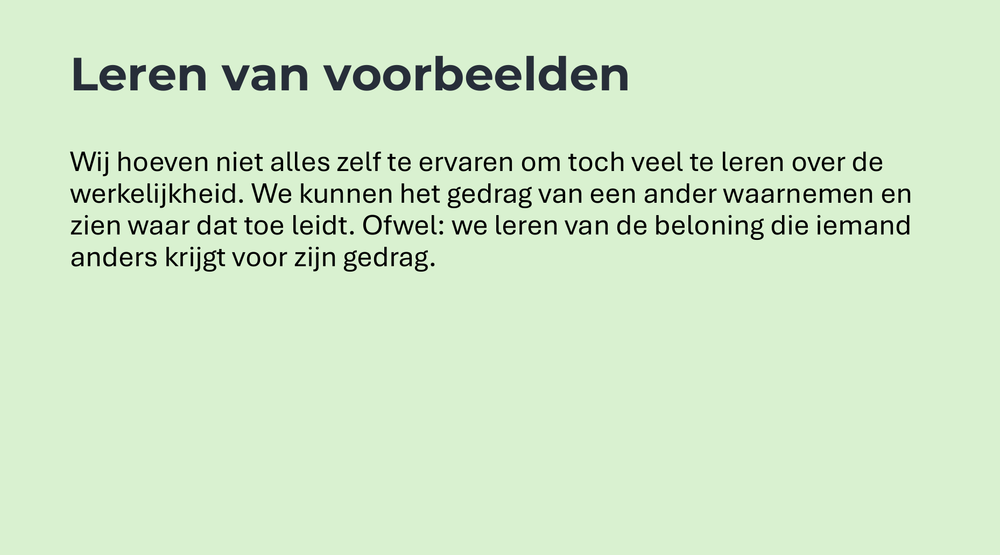 Leren van voorbeelden
Wij hoeven niet alles zelf te ervaren om toch veel te leren over de
werkelijkheid. We kunnen het gedrag van een ander waarnemen en
zien waar dat toe leidt. Ofwel: we leren van de beloning die iemand
anders krijgt voor zijn gedrag.